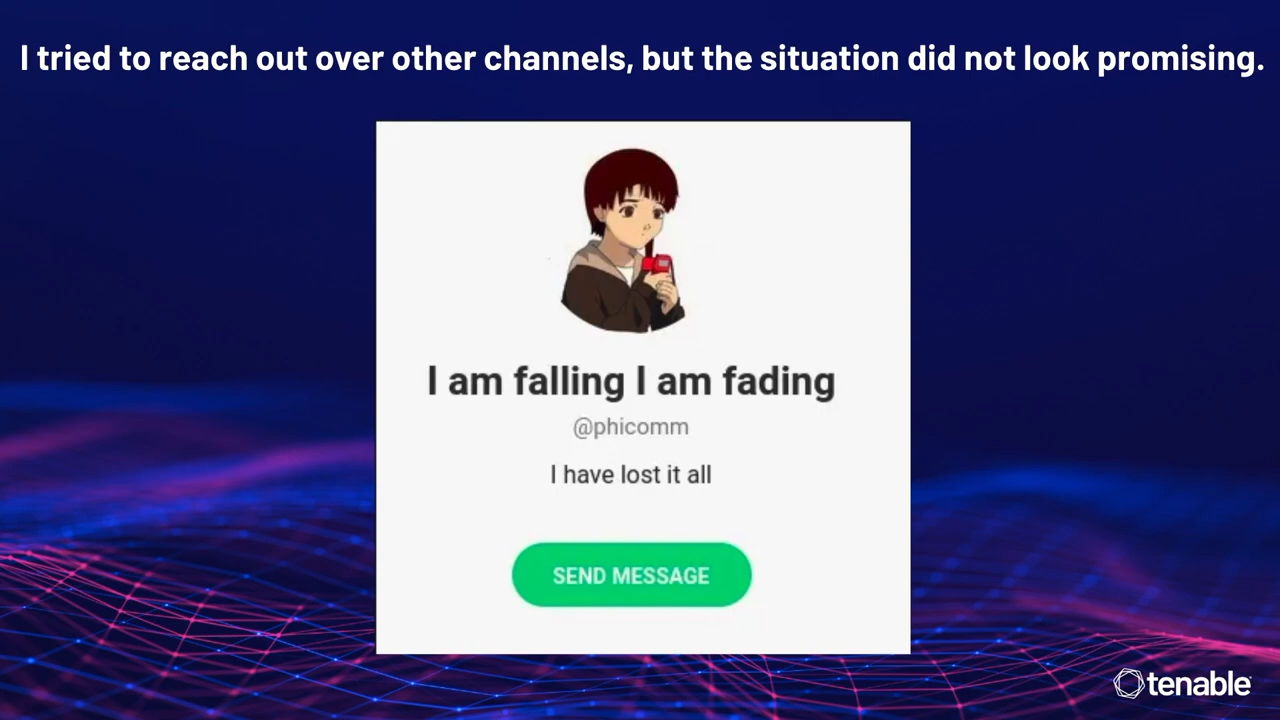 I tried to reach out over other channels, but the situation did not look promising.
I am falling I am fading
@phicomm
I have lost it all
SEND MESSAGE
tenable